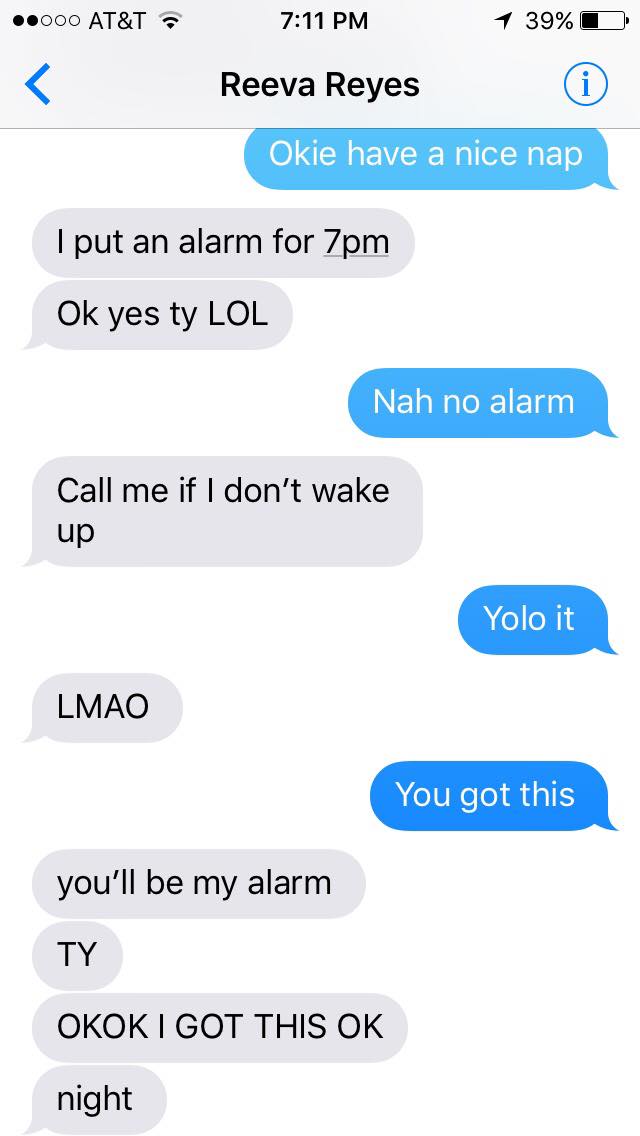 AT&T 7:11 PM 39%
Reeva Reyes
Okie have a nice nap
I put an alarm for 7pm
Ok yes ty LOL
Nah no alarm
Call me if I don't wake
up
Yolo it
LMAO
You got this
you'll be my alarm
TY
OKOK I GOT THIS OK
night